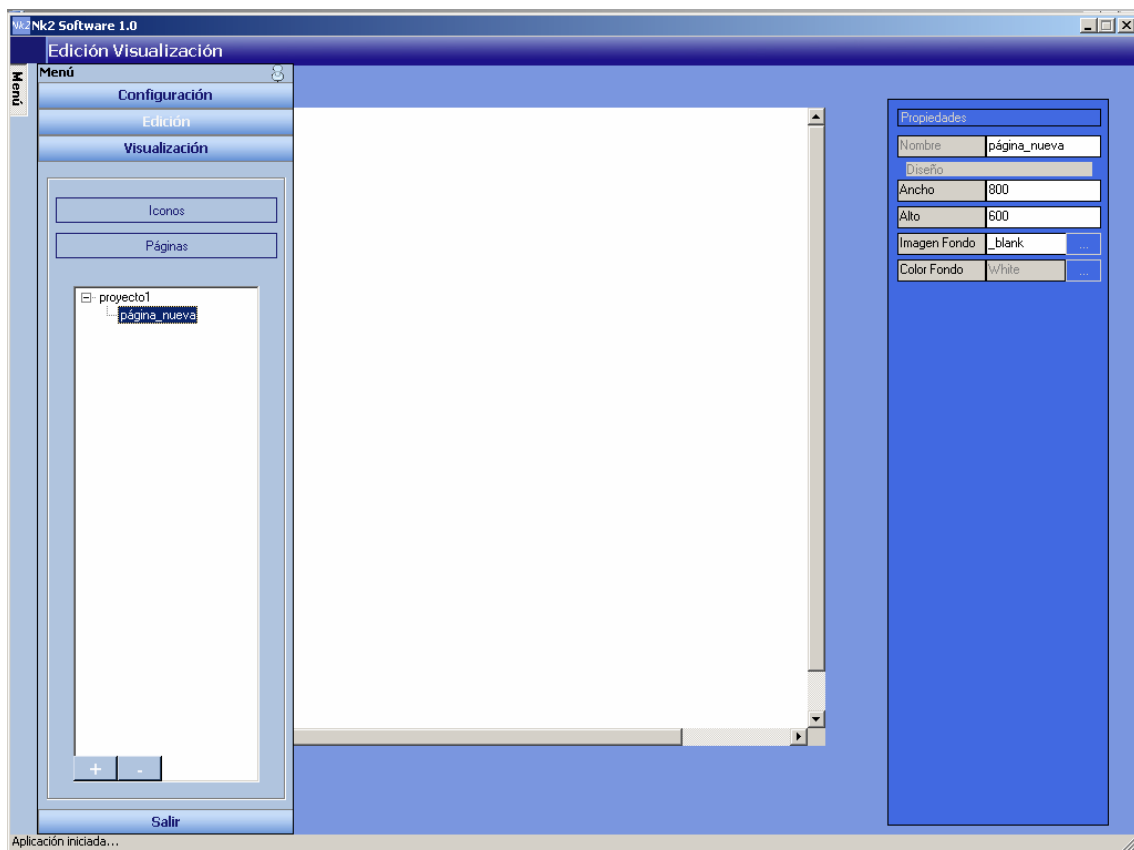 Nk2 Nk2 Software 1.0
Edición Visualización
Menú
Menú
Configuración
Edición
Visualización
Iconos
Páginas
proyecto1
página_nueva
+ -
Salir
Propiedades
Nombre página_nueva
Diseño
Ancho 800
Alto 600
Imagen Fondo _blank ...
Color Fondo White ...
Aplicación iniciada...